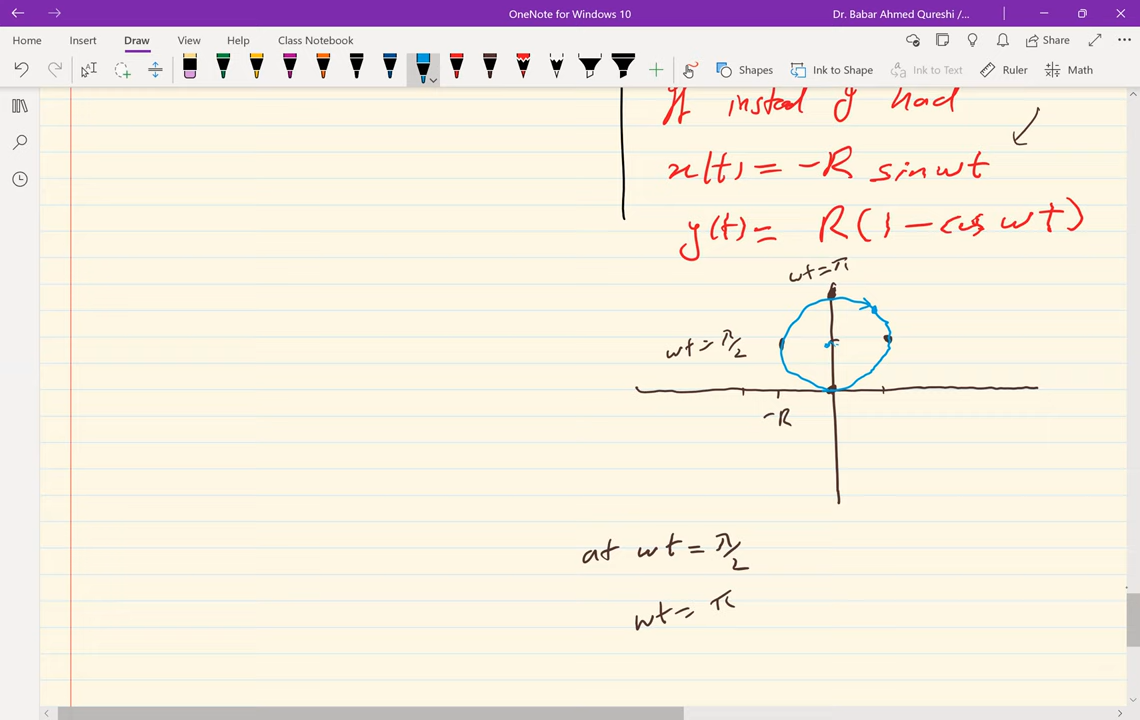 OneNote for Windows 10
Dr. Babar Ahmed Qureshi /...
Home Insert Draw View Help Class Notebook
Share
Shapes Ink to Shape Ink to Text Ruler Math
If instead y had
x(t) = -R sin wt
y(t) = R(1 - cos wt)
wt = π
wt = π/2
-R
at wt = π/2
wt = π